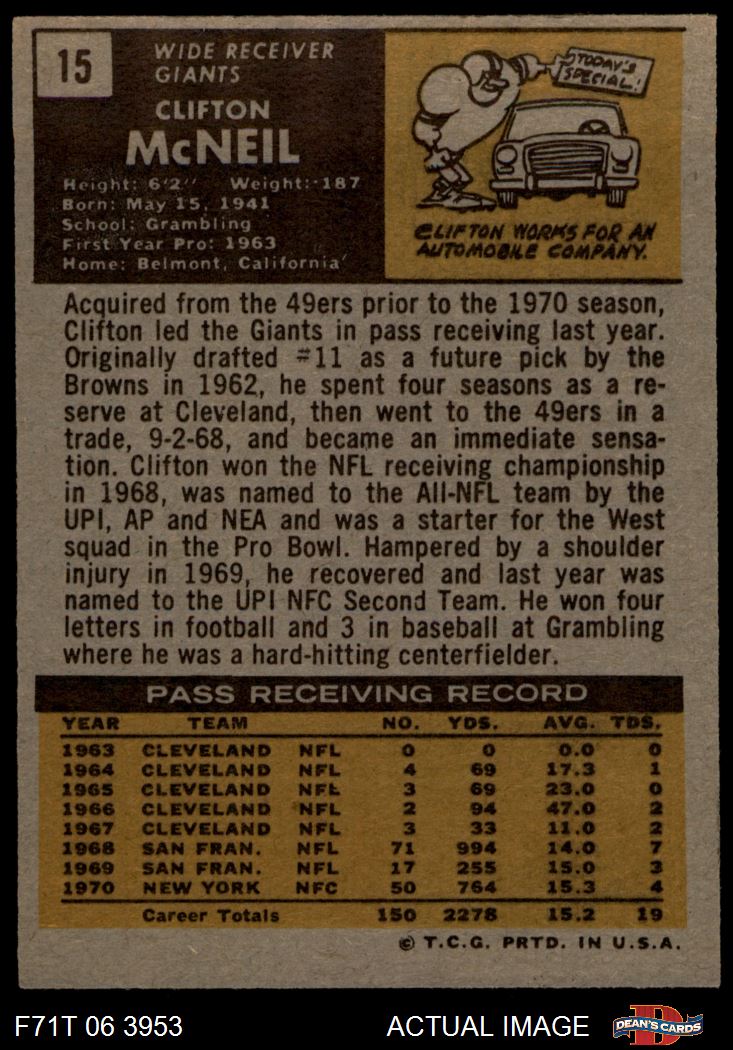 15
WIDE RECEIVER
GIANTS
CLIFTON
McNEIL
Height: 6'2" Weight: 187
Born: May 15, 1941
School: Grambling
First Year Pro: 1963
Home: Belmont, California
TODAY'S
SPECIAL!
CLIFTON WORKS FOR AN
AUTOMOBILE COMPANY.
Acquired from the 49ers prior to the 1970 season,
Clifton led the Giants in pass receiving last year.
Originally drafted #11 as a future pick by the
Browns in 1962, he spent four seasons as a re-
serve at Cleveland, then went to the 49ers in a
trade, 9-2-68, and became an immediate sensa-
tion. Clifton won the NFL receiving championship
in 1968, was named to the All-NFL team by the
UPI, AP and NEA and was a starter for the West
squad in the Pro Bowl. Hampered by a shoulder
injury in 1969, he recovered and last year was
named to the UPI NFC Second Team. He won four
letters in football and 3 in baseball at Grambling
where he was a hard-hitting centerfielder.
PASS RECEIVING RECORD
YEAR TEAM NO. YDS. AVG. TDS.
1963 CLEVELAND NFL 0 0 0.0 0
1964 CLEVELAND NFL 4 69 17.3 1
1965 CLEVELAND NFL 3 69 23.0 0
1966 CLEVELAND NFL 2 94 47.0 2
1967 CLEVELAND NFL 3 33 11.0 2
1968 SAN FRAN. NFL 71 994 14.0 7
1969 SAN FRAN. NFL 17 255 15.0 3
1970 NEW YORK NFC 50 764 15.3 4
Career Totals 150 2278 15.2 19
© T.C.G. PRTD. IN U.S.A.
F71T 06 3953 ACTUAL IMAGE
D
DEAN'S CARDS